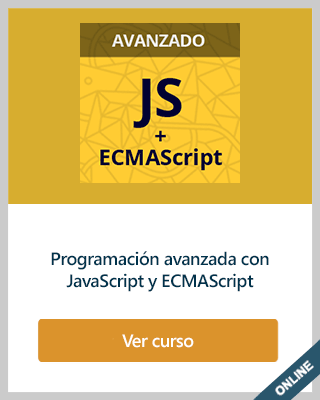 AVANZADO
JS
+
ECMAScript
Programación avanzada con
JavaScript y ECMAScript
Ver curso
ONLINE